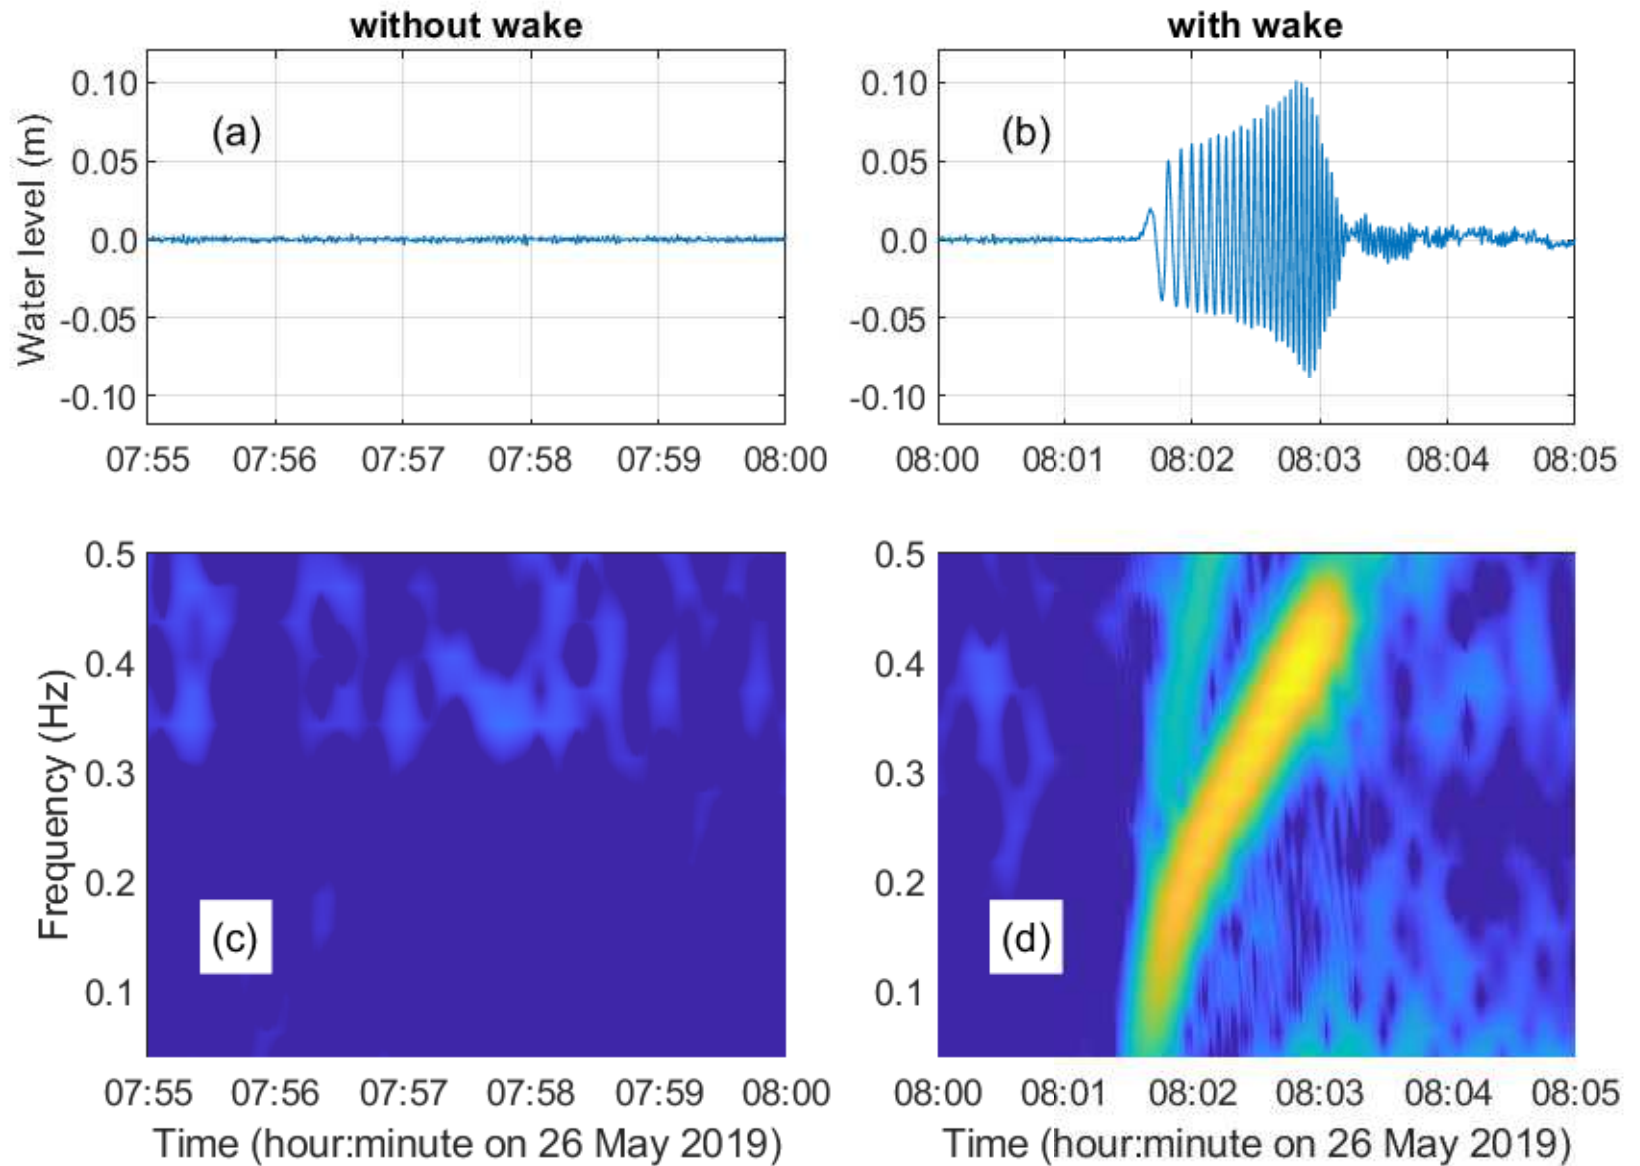 without wake
with wake
Water level (m)
0.10
0.05
0.0
-0.05
-0.10
(a)
07:55 07:56 07:57 07:58 07:59 08:00
0.10
0.05
0.0
-0.05
-0.10
(b)
08:00 08:01 08:02 08:03 08:04 08:05
Frequency (Hz)
0.5
0.4
0.3
0.2
0.1
(c)
07:55 07:56 07:57 07:58 07:59 08:00
Time (hour:minute on 26 May 2019)
0.5
0.4
0.3
0.2
0.1
(d)
08:00 08:01 08:02 08:03 08:04 08:05
Time (hour:minute on 26 May 2019)